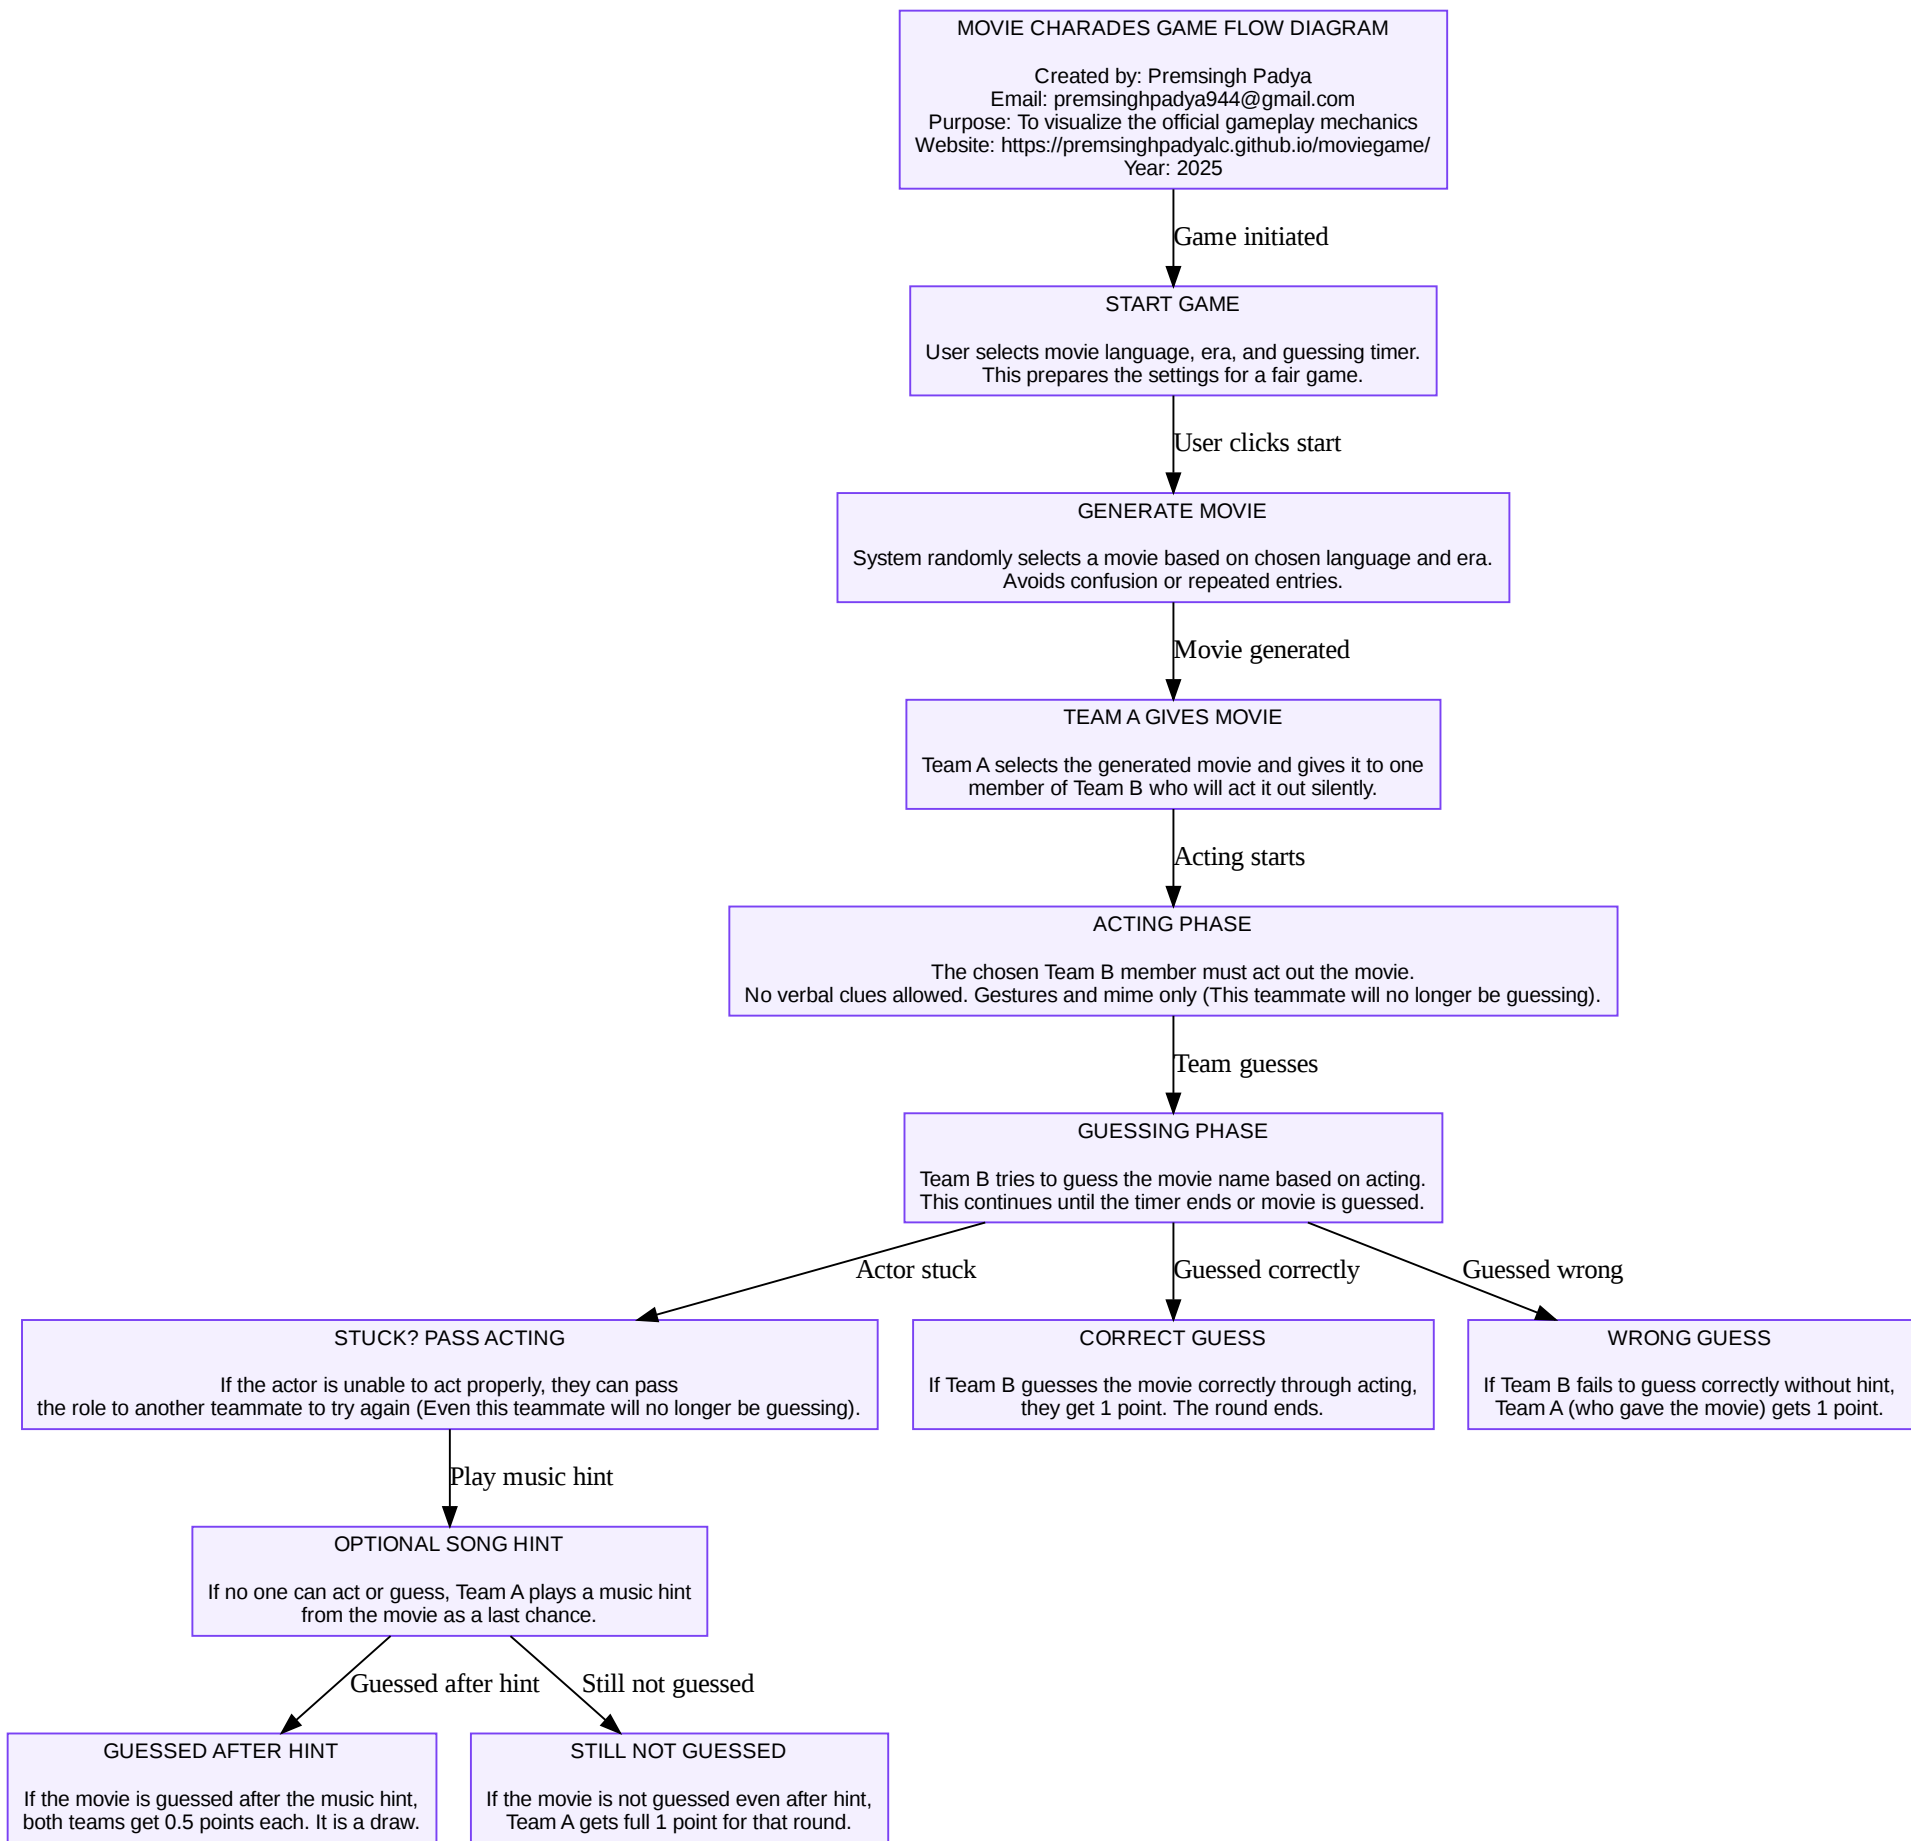 MOVIE CHARADES GAME FLOW DIAGRAM
Created by: Premsingh Padya
Email: premsinghpadya944@gmail.com
Purpose: To visualize the official gameplay mechanics
Website: https://premsinghpadyalc.github.io/moviegame/
Year: 2025
Game initiated
START GAME
User selects movie language, era, and guessing timer.
This prepares the settings for a fair game.
User clicks start
GENERATE MOVIE
System randomly selects a movie based on chosen language and era.
Avoids confusion or repeated entries.
Movie generated
TEAM A GIVES MOVIE
Team A selects the generated movie and gives it to one
member of Team B who will act it out silently.
Acting starts
ACTING PHASE
The chosen Team B member must act out the movie.
No verbal clues allowed. Gestures and mime only (This teammate will no longer be guessing).
Team guesses
GUESSING PHASE
Team B tries to guess the movie name based on acting.
This continues until the timer ends or movie is guessed.
Actor stuck
Guessed correctly
Guessed wrong
STUCK? PASS ACTING
If the actor is unable to act properly, they can pass
the role to another teammate to try again (Even this teammate will no longer be guessing).
CORRECT GUESS
If Team B guesses the movie correctly through acting,
they get 1 point. The round ends.
WRONG GUESS
If Team B fails to guess correctly without hint,
Team A (who gave the movie) gets 1 point.
Play music hint
OPTIONAL SONG HINT
If no one can act or guess, Team A plays a music hint
from the movie as a last chance.
Guessed after hint
Still not guessed
GUESSED AFTER HINT
If the movie is guessed after the music hint,
both teams get 0.5 points each. It is a draw.
STILL NOT GUESSED
If the movie is not guessed even after hint,
Team A gets full 1 point for that round.